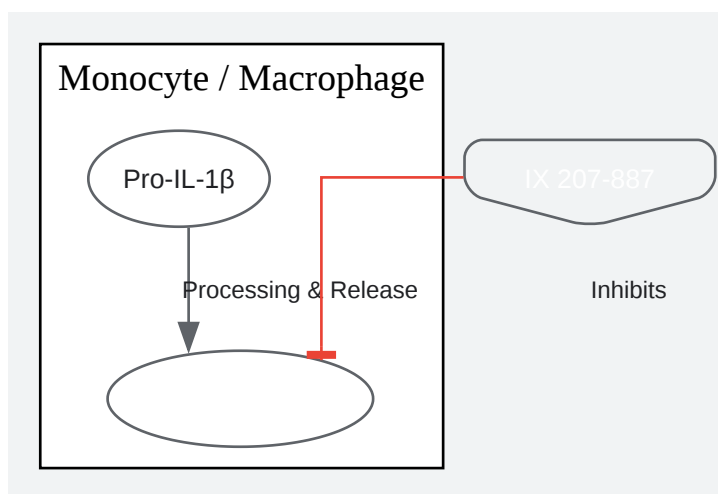 Monocyte / Macrophage
Pro-IL-1β
IX 207-887
Processing & Release
Inhibits